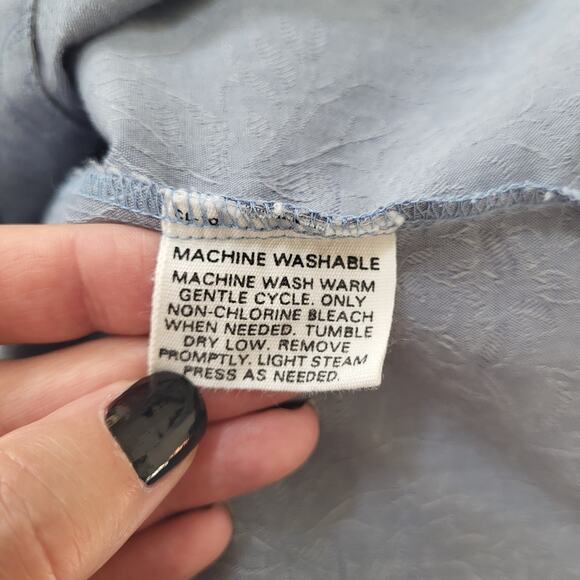 MACHINE WASHABLE
MACHINE WASH WARM
GENTLE CYCLE. ONLY
NON-CHLORINE BLEACH
WHEN NEEDED. TUMBLE
DRY LOW. REMOVE
PROMPTLY. LIGHT STEAM
PRESS AS NEEDED.